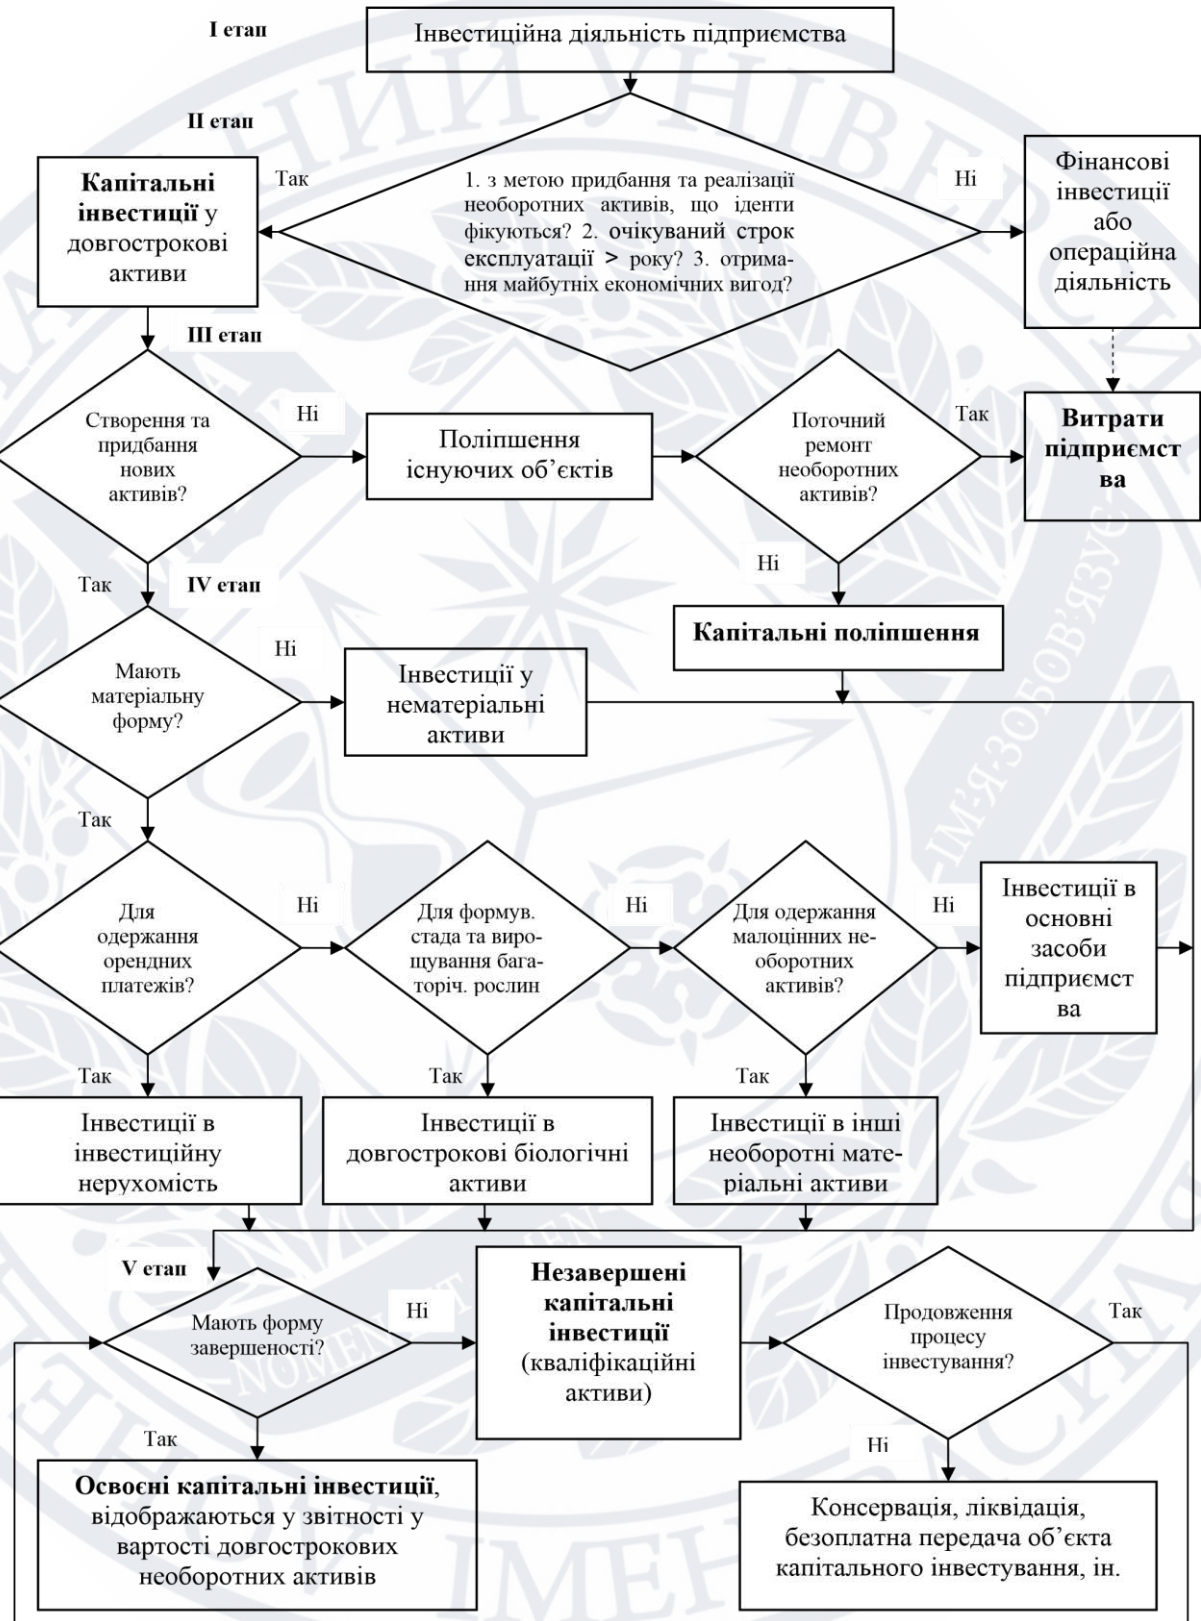 I етап
Інвестиційна діяльність підприємства
II етап
Капітальні
інвестиції у
довгострокові
активи
Так
1. з метою придбання та реалізації
необоротних активів, що іденти
фікуються? 2. очікуваний строк
експлуатації > року? 3. отрима-
ння майбутніх економічних вигод?
Ні
Фінансові
інвестиції
або
операційна
діяльність
III етап
Створення та
придбання
нових
активів?
Ні
Поліпшення
існуючих об’єктів
Поточний
ремонт
необоротних
активів?
Так
Витрати
підприємст
ва
Так
IV етап
Ні
Капітальні поліпшення
Мають
матеріальну
форму?
Ні
Інвестиції у
нематеріальні
активи
Так
Для
одержання
орендних
платежів?
Ні
Для формув.
стада та виро-
щування бага-
торіч. рослин
Ні
Для одержання
малоцінних не-
оборотних
активів?
Ні
Інвестиції в
основні
засоби
підприємст
ва
Так
Так
Так
Інвестиції в
інвестиційну
нерухомість
Інвестиції в
довгострокові біологічні
активи
Інвестиції в інші
необоротні мате-
ріальні активи
V етап
Мають форму
завершеності?
Ні
Незавершені
капітальні
інвестиції
(кваліфікаційні
активи)
Продовження
процесу
інвестування?
Так
Так
Ні
Освоєні капітальні інвестиції,
відображаються у звітності у
вартості довгострокових
необоротних активів
Консервація, ліквідація,
безоплатна передача об’єкта
капітального інвестування, ін.
ІМ'Я·ЗОБОВ'ЯЗУЄ